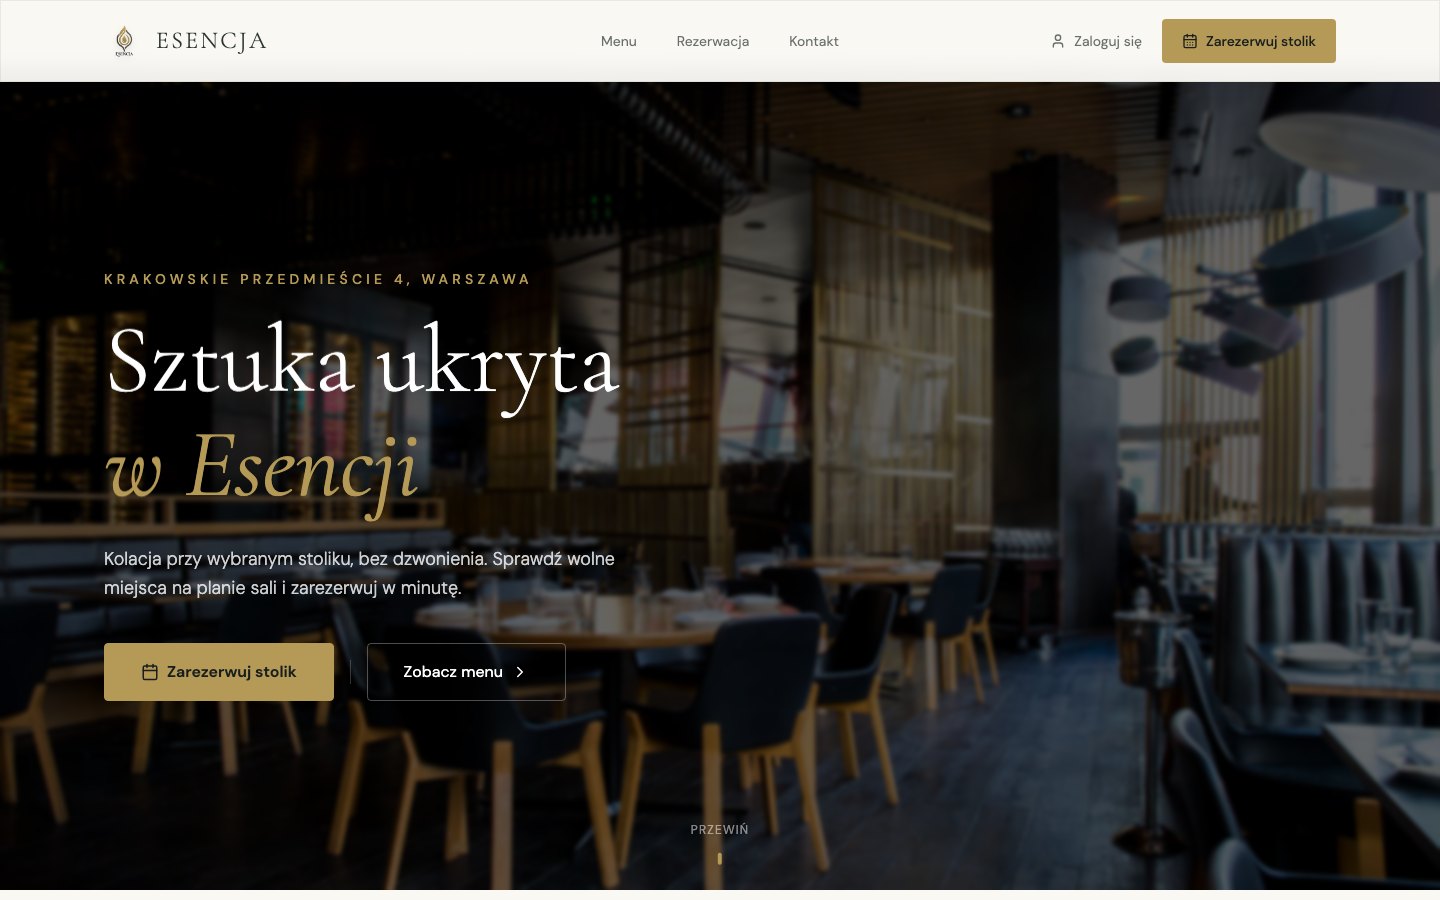 ESENCJA
ESENCJA
Menu
Rezerwacja
Kontakt
Zaloguj się
Zarezerwuj stolik
KRAKOWSKIE PRZEDMIEŚCIE 4, WARSZAWA
Sztuka ukryta
w Esencji
Kolacja przy wybranym stoliku, bez dzwonienia. Sprawdź wolne
miejsca na planie sali i zarezerwuj w minutę.
Zarezerwuj stolik
Zobacz menu
PRZEWIŃ